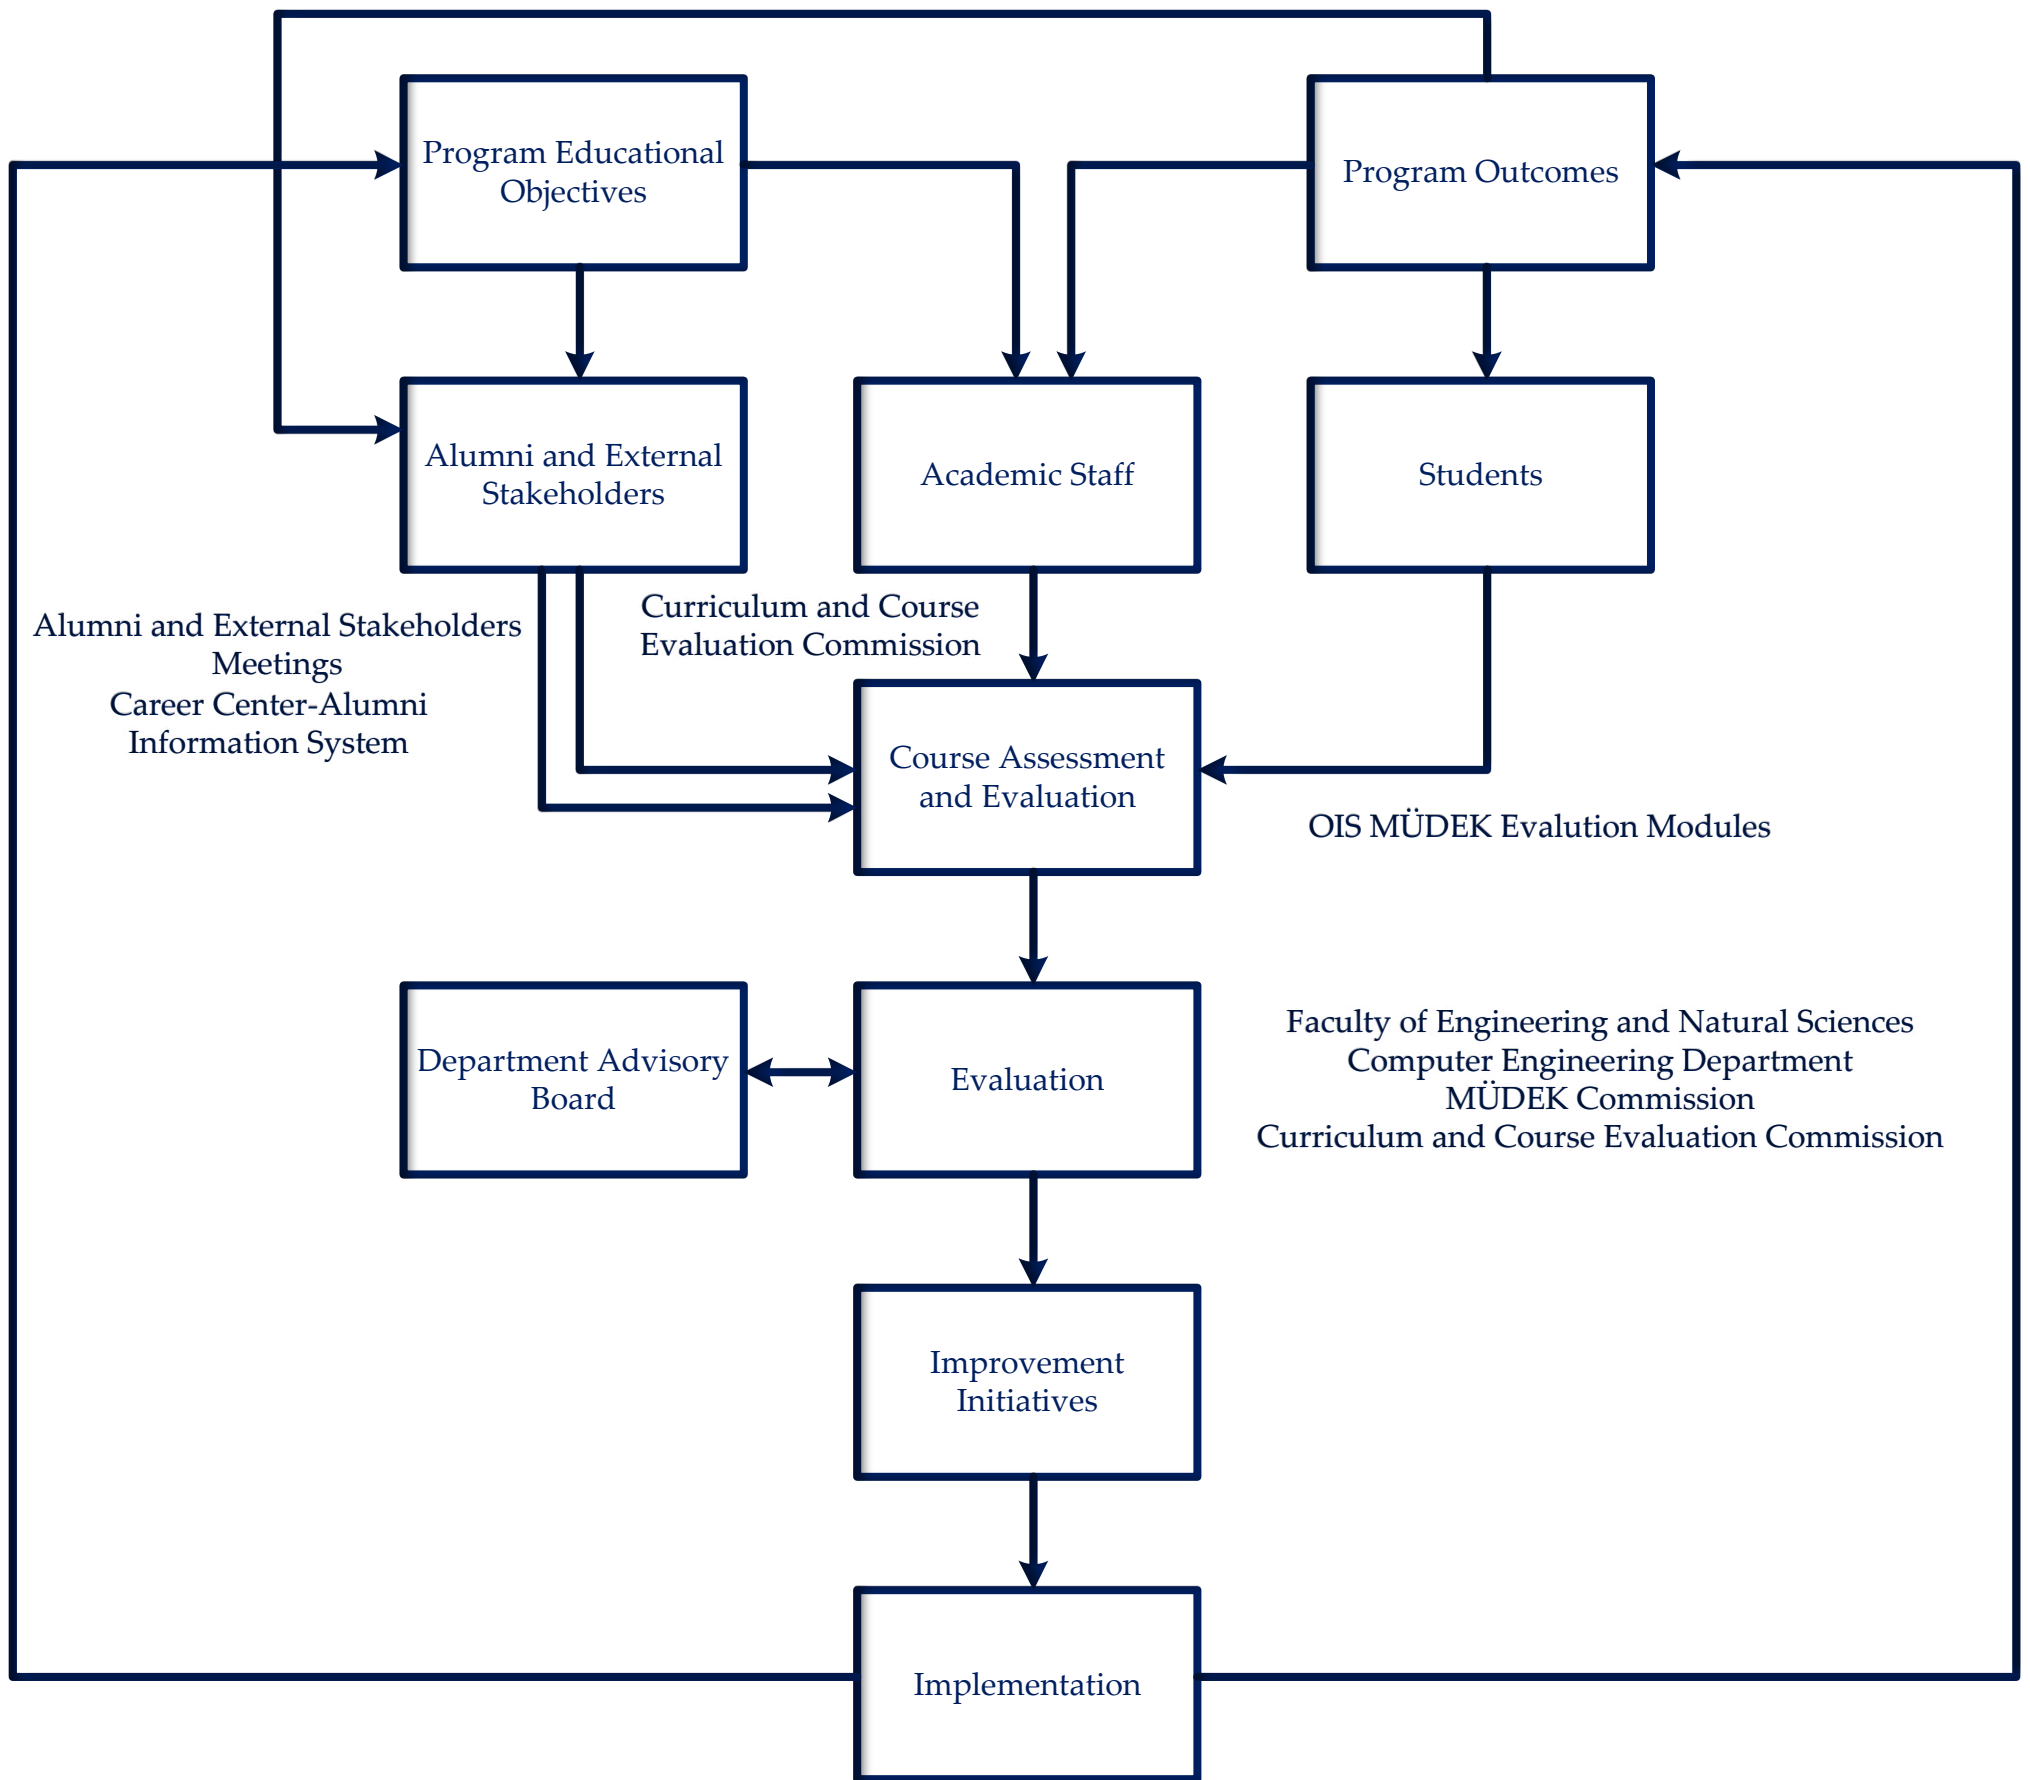 Program Educational
Objectives
Program Outcomes
Alumni and External
Stakeholders
Academic Staff
Students
Alumni and External Stakeholders
Meetings
Career Center-Alumni
Information System
Curriculum and Course
Evaluation Commission
Course Assessment
and Evaluation
OIS MÜDEK Evalution Modules
Department Advisory
Board
Evaluation
Faculty of Engineering and Natural Sciences
Computer Engineering Department
MÜDEK Commission
Curriculum and Course Evaluation Commission
Improvement
Initiatives
Implementation